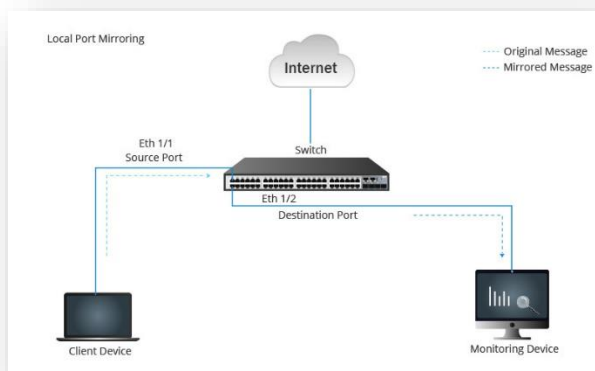 Local Port Mirroring
Original Message
Mirrored Message
Internet
Eth 1/1
Source Port
Switch
Eth 1/2
Destination Port
Client Device
Monitoring Device